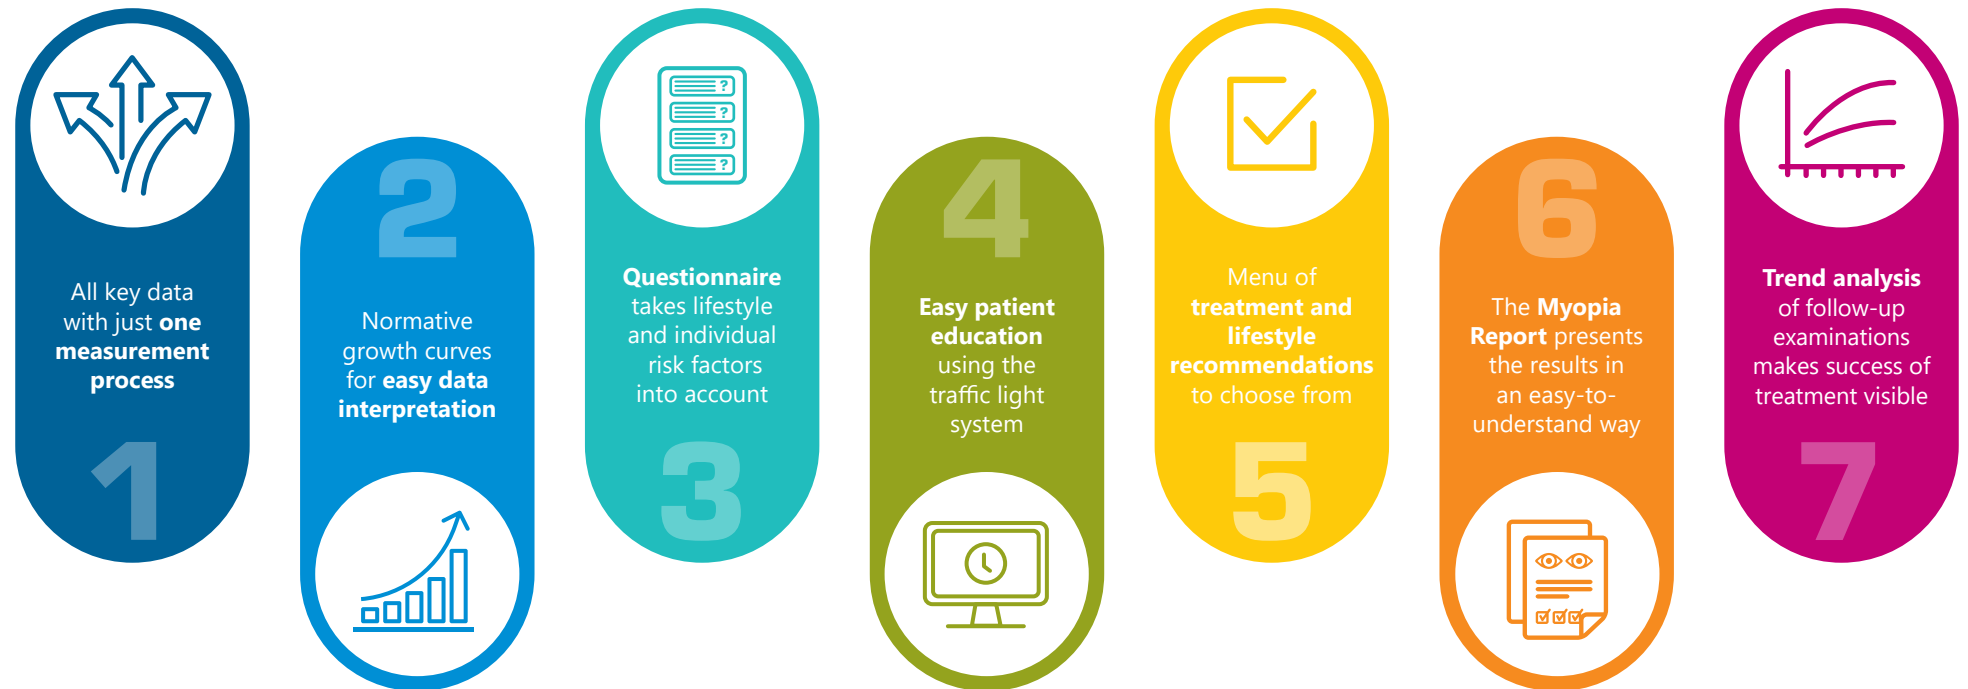 All key data
with just one
measurement
process
1
2
Normative
growth curves
for easy data
interpretation
?
?
?
?
Questionnaire
takes lifestyle
and individual
risk factors
into account
3
4
Easy patient
education
using the
traffic light
system
Menu of
treatment and
lifestyle
recommendations
to choose from
5
6
The Myopia
Report presents
the results in
an easy-to-
understand way
Trend analysis
of follow-up
examinations
makes success of
treatment visible
7